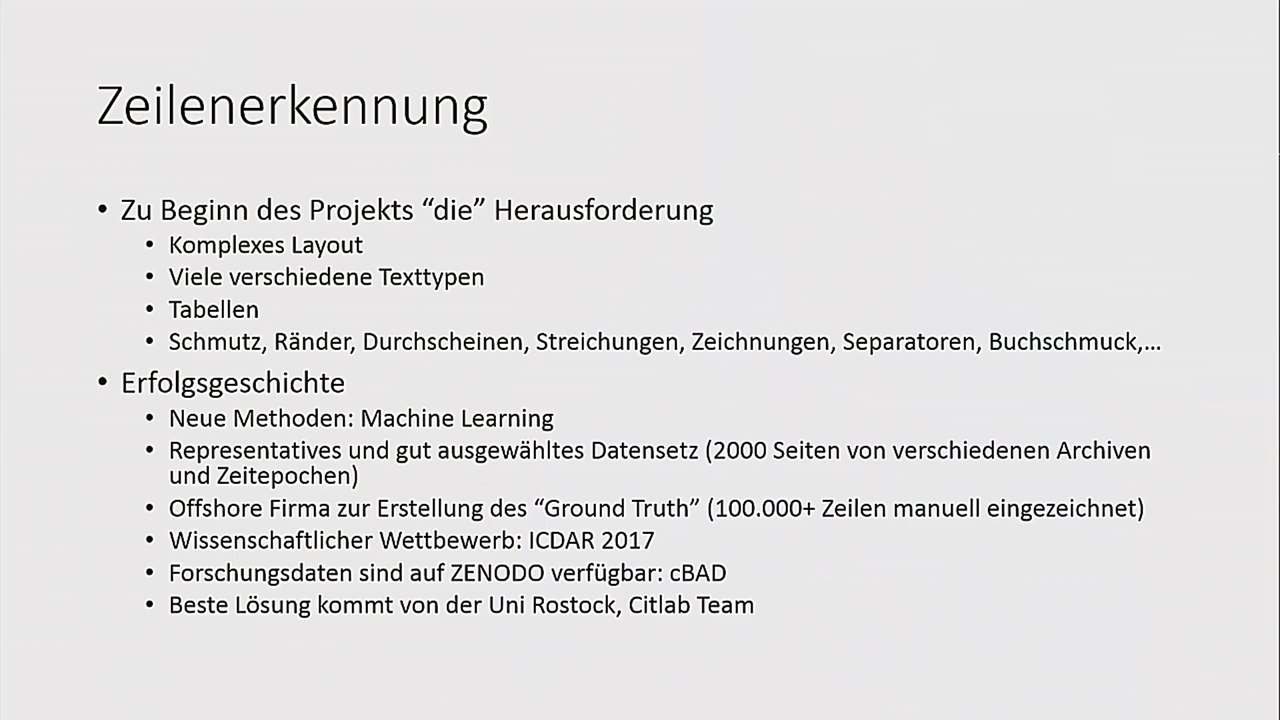 Zeilenerkennung
• Zu Beginn des Projekts “die” Herausforderung
• Komplexes Layout
• Viele verschiedene Texttypen
• Tabellen
• Schmutz, Ränder, Durchscheinen, Streichungen, Zeichnungen, Separatoren, Buchschmuck,…
• Erfolgsgeschichte
• Neue Methoden: Machine Learning
• Representatives und gut ausgewähltes Datensetz (2000 Seiten von verschiedenen Archiven
und Zeitepochen)
• Offshore Firma zur Erstellung des “Ground Truth” (100.000+ Zeilen manuell eingezeichnet)
• Wissenschaftlicher Wettbewerb: ICDAR 2017
• Forschungsdaten sind auf ZENODO verfügbar: cBAD
• Beste Lösung kommt von der Uni Rostock, Citlab Team